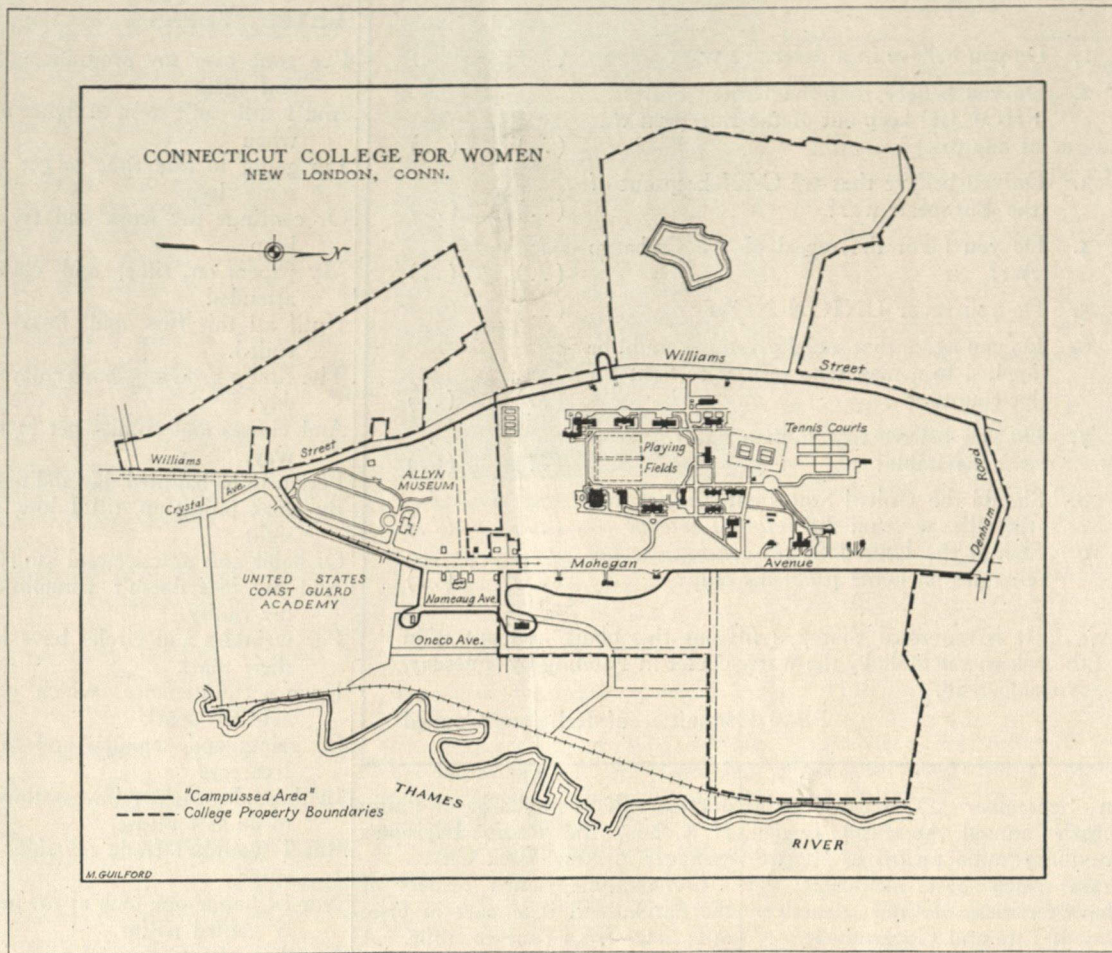 CONNECTICUT COLLEGE FOR WOMEN
NEW LONDON, CONN.
N
Williams
Street
Tennis Courts
Playing
Fields
Williams
Street
ALLYN
MUSEUM
Crystal
Ave.
Denham Road
Mohegan
Avenue
UNITED STATES
COAST GUARD
ACADEMY
Nameaug Ave.
Oneco Ave.
THAMES
RIVER
"Campussed Area"
College Property Boundaries
M. GUILFORD